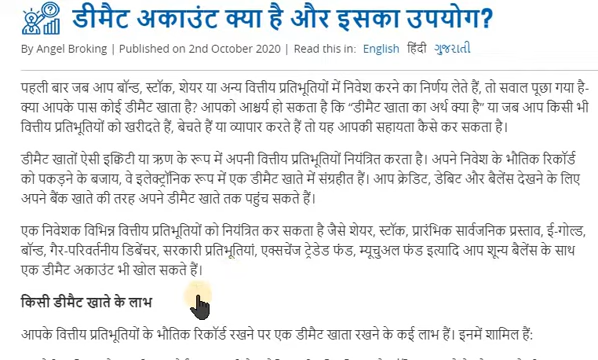 डीमैट अकाउंट क्या है और इसका उपयोग?
By Angel Broking | Published on 2nd October 2020 | Read this in: English हिंदी ગુજરાતી
पहली बार जब आप बॉन्ड, स्टॉक, शेयर या अन्य वित्तीय प्रतिभूतियों में निवेश करने का निर्णय लेते हैं, तो सवाल पूछा गया है-
क्या आपके पास कोई डीमैट खाता है? आपको आश्चर्य हो सकता है कि "डीमैट खाता का अर्थ क्या है" या जब आप किसी भी
वित्तीय प्रतिभूतियों को खरीदते हैं, बेचते हैं या व्यापार करते हैं तो यह आपकी सहायता कैसे कर सकता है।
डीमैट खातों ऐसी इक्विटी या ऋण के रूप में अपनी वित्तीय प्रतिभूतियों नियंत्रित करता है। अपने निवेश के भौतिक रिकॉर्ड
को पकड़ने के बजाय, वे इलेक्ट्रॉनिक रूप में एक डीमैट खाते में संग्रहीत हैं। आप क्रेडिट, डेबिट और बैलेंस देखने के लिए
अपने बैंक खाते की तरह अपने डीमैट खाते तक पहुंच सकते हैं।
एक निवेशक विभिन्न वित्तीय प्रतिभूतियों को नियंत्रित कर सकता है जैसे शेयर, स्टॉक, प्रारंभिक सार्वजनिक प्रस्ताव, ई-गोल्ड,
बॉन्ड, गैर-परिवर्तनीय डिबेंचर, सरकारी प्रतिभूतियां, एक्सचेंज ट्रेडेड फंड, म्यूचुअल फंड इत्यादि आप शून्य बैलेंस के साथ
एक डीमैट अकाउंट भी खोल सकते हैं।
किसी डीमैट खाते के लाभ
आपके वित्तीय प्रतिभूतियों के भौतिक रिकॉर्ड रखने पर एक डीमैट खाता रखने के कई लाभ हैं। इनमें शामिल हैं: